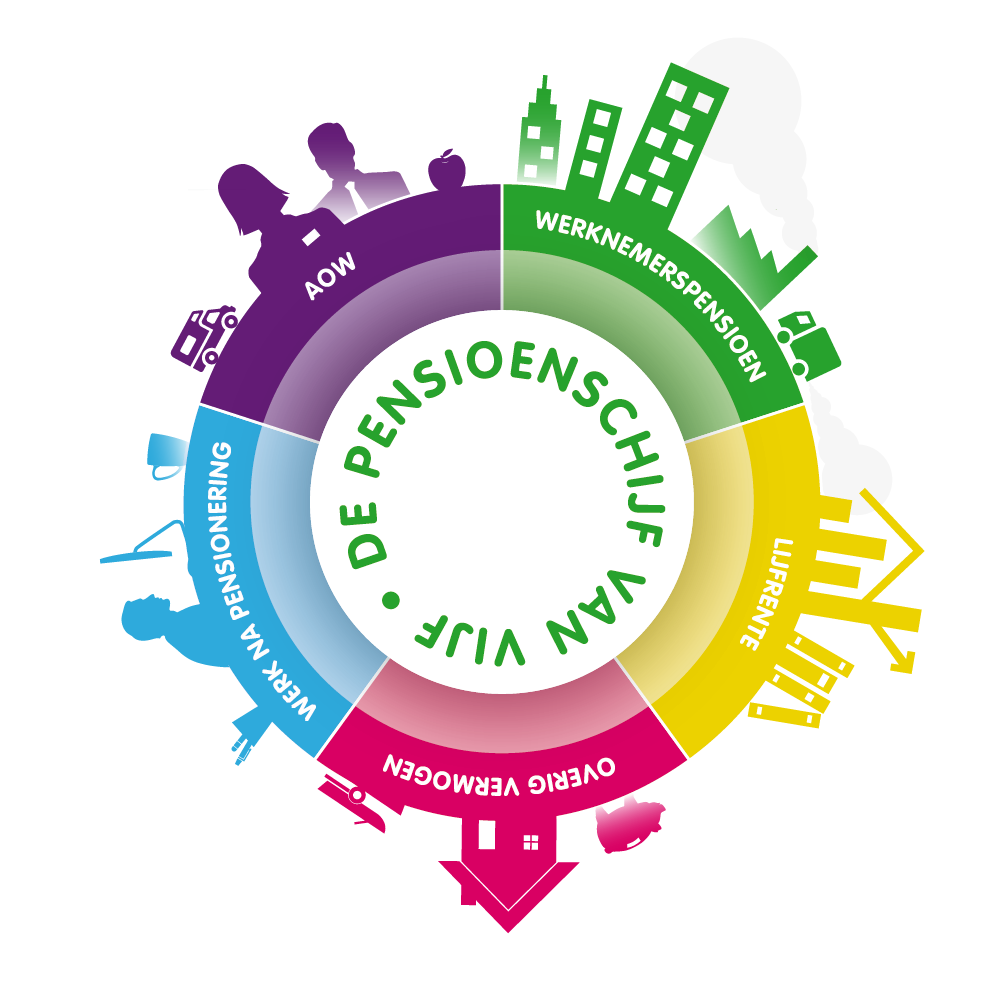 DE PENSIOENSCHIJF VAN VIJF •
AOW
WERKNEMERSPENSIOEN
LIJFRENTE
OVERIG VERMOGEN
WERK NA PENSIONERING